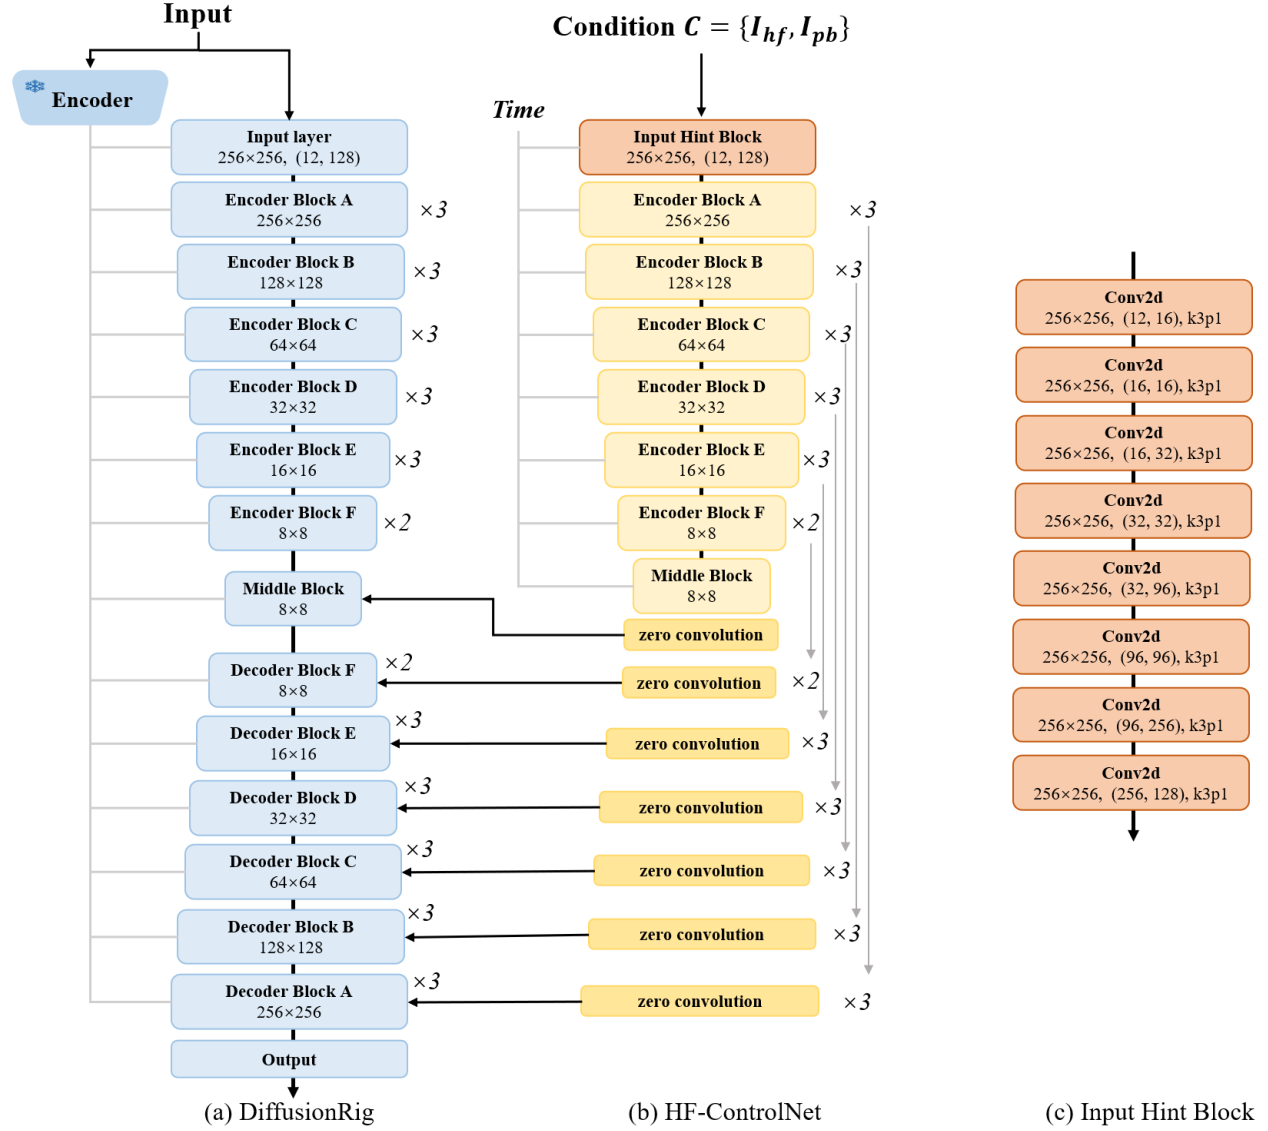 Input
Encoder
Input layer
256×256, (12, 128)
Encoder Block A
256×256
×3
Encoder Block B
128×128
×3
Encoder Block C
64×64
×3
Encoder Block D
32×32
×3
Encoder Block E
16×16
×3
Encoder Block F
8×8
×2
Middle Block
8×8
Decoder Block F
8×8
×2
Decoder Block E
16×16
×3
Decoder Block D
32×32
×3
Decoder Block C
64×64
×3
Decoder Block B
128×128
×3
Decoder Block A
256×256
×3
Output
(a) DiffusionRig
Condition C = {I_hf, I_pb}
Time
Input Hint Block
256×256, (12, 128)
Encoder Block A
256×256
×3
Encoder Block B
128×128
×3
Encoder Block C
64×64
×3
Encoder Block D
32×32
×3
Encoder Block E
16×16
×3
Encoder Block F
8×8
×2
Middle Block
8×8
zero convolution
zero convolution
×2
zero convolution
×3
zero convolution
×3
zero convolution
×3
zero convolution
×3
zero convolution
×3
(b) HF-ControlNet
Conv2d
256×256, (12, 16), k3p1
Conv2d
256×256, (16, 16), k3p1
Conv2d
256×256, (16, 32), k3p1
Conv2d
256×256, (32, 32), k3p1
Conv2d
256×256, (32, 96), k3p1
Conv2d
256×256, (96, 96), k3p1
Conv2d
256×256, (96, 256), k3p1
Conv2d
256×256, (256, 128), k3p1
(c) Input Hint Block